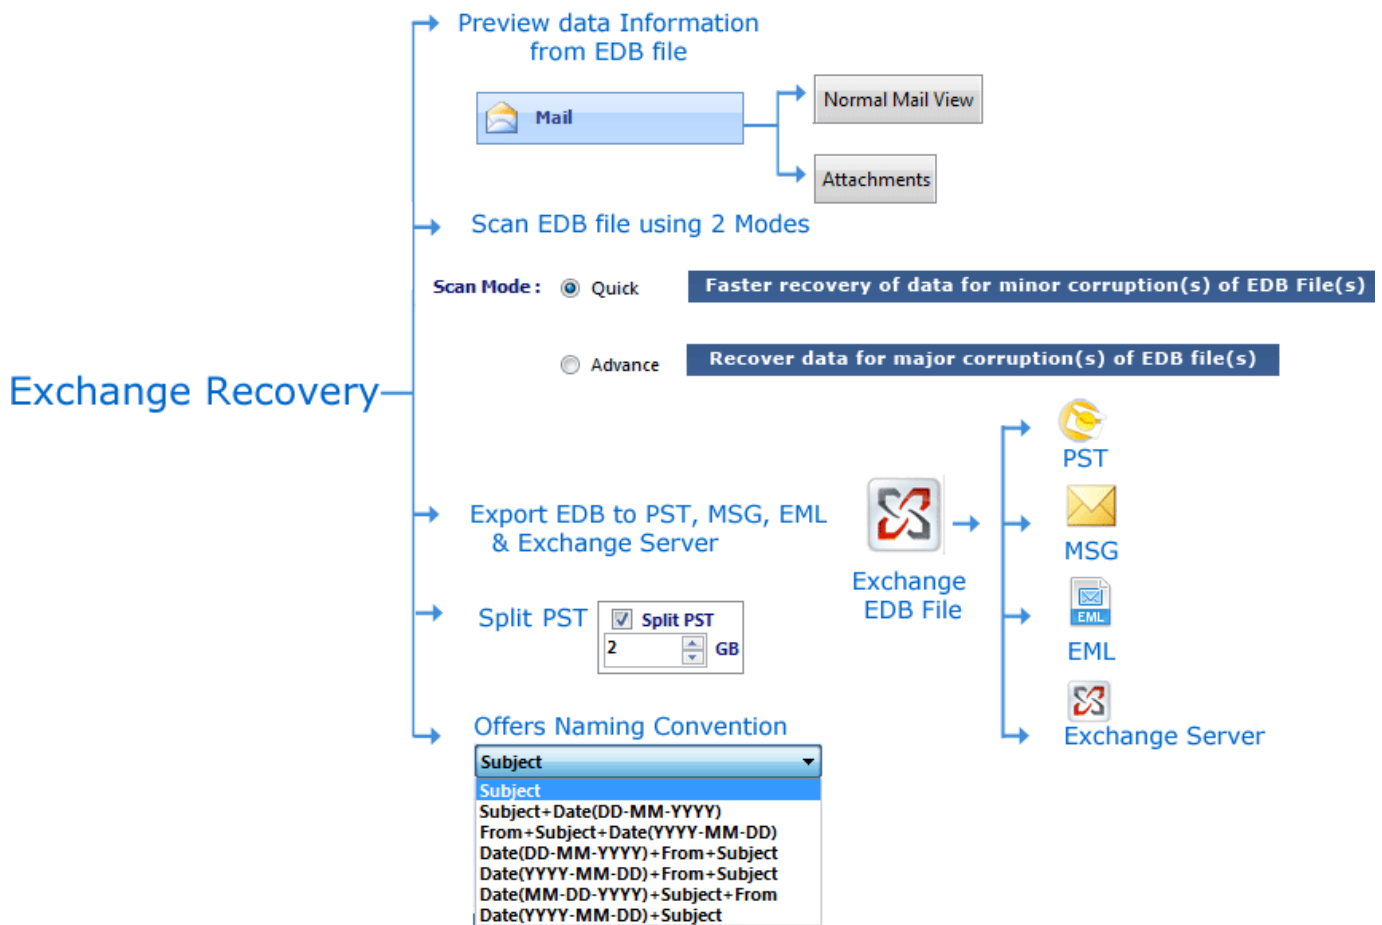 Exchange Recovery
Preview data Information
from EDB file
Mail
Normal Mail View
Attachments
Scan EDB file using 2 Modes
Scan Mode :
Quick
Faster recovery of data for minor corruption(s) of EDB File(s)
Advance
Recover data for major corruption(s) of EDB file(s)
Export EDB to PST, MSG, EML
& Exchange Server
Exchange
EDB File
PST
MSG
EML
EML
Exchange Server
Split PST
Split PST
2
GB
Offers Naming Convention
Subject
Subject
Subject+Date(DD-MM-YYYY)
From+Subject+Date(YYYY-MM-DD)
Date(DD-MM-YYYY)+From+Subject
Date(YYYY-MM-DD)+From+Subject
Date(MM-DD-YYYY)+Subject+From
Date(YYYY-MM-DD)+Subject